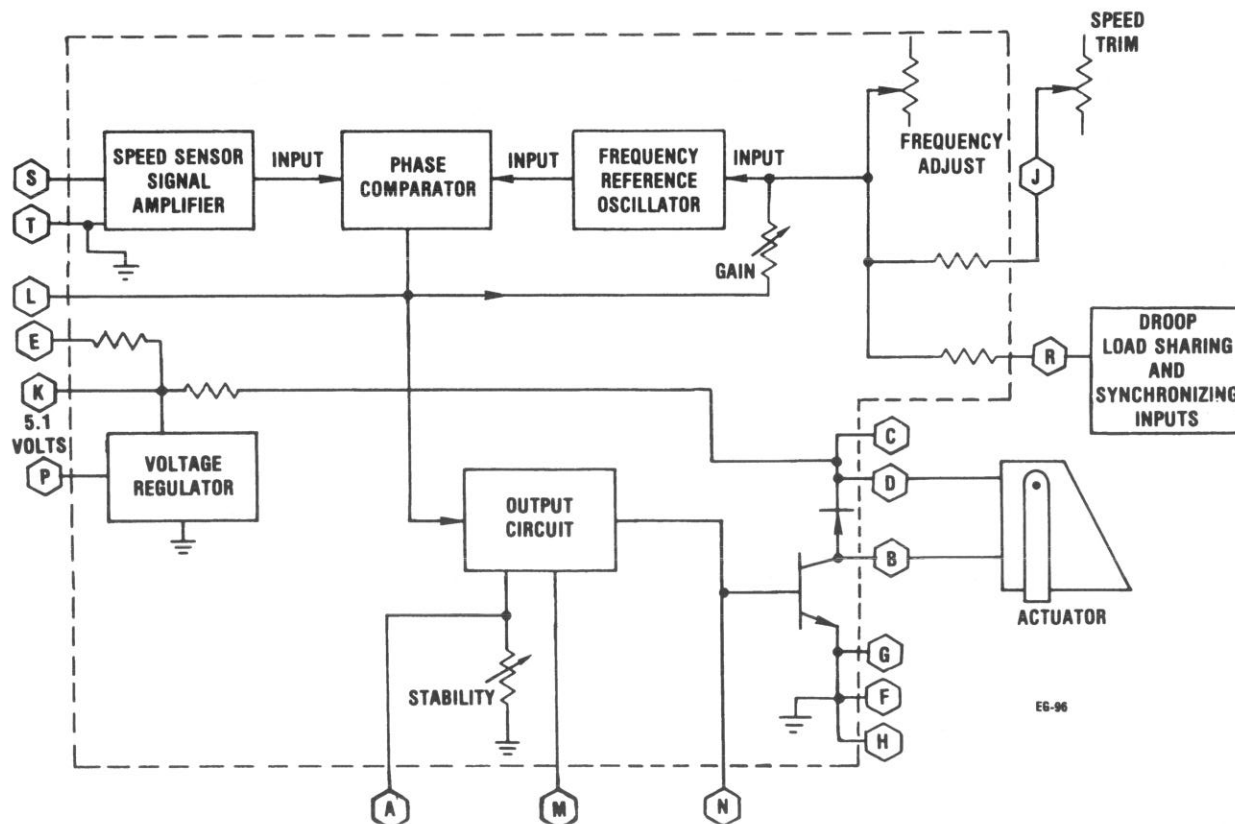 SPEED
TRIM
SPEED SENSOR
SIGNAL
AMPLIFIER
INPUT
PHASE
COMPARATOR
INPUT
FREQUENCY
REFERENCE
OSCILLATOR
INPUT
FREQUENCY
ADJUST
J
S
T
GAIN
L
E
K
5.1
VOLTS
P
VOLTAGE
REGULATOR
R
DROOP
LOAD SHARING
AND
SYNCHRONIZING
INPUTS
C
D
B
OUTPUT
CIRCUIT
ACTUATOR
STABILITY
G
F
H
EG-96
A
M
N